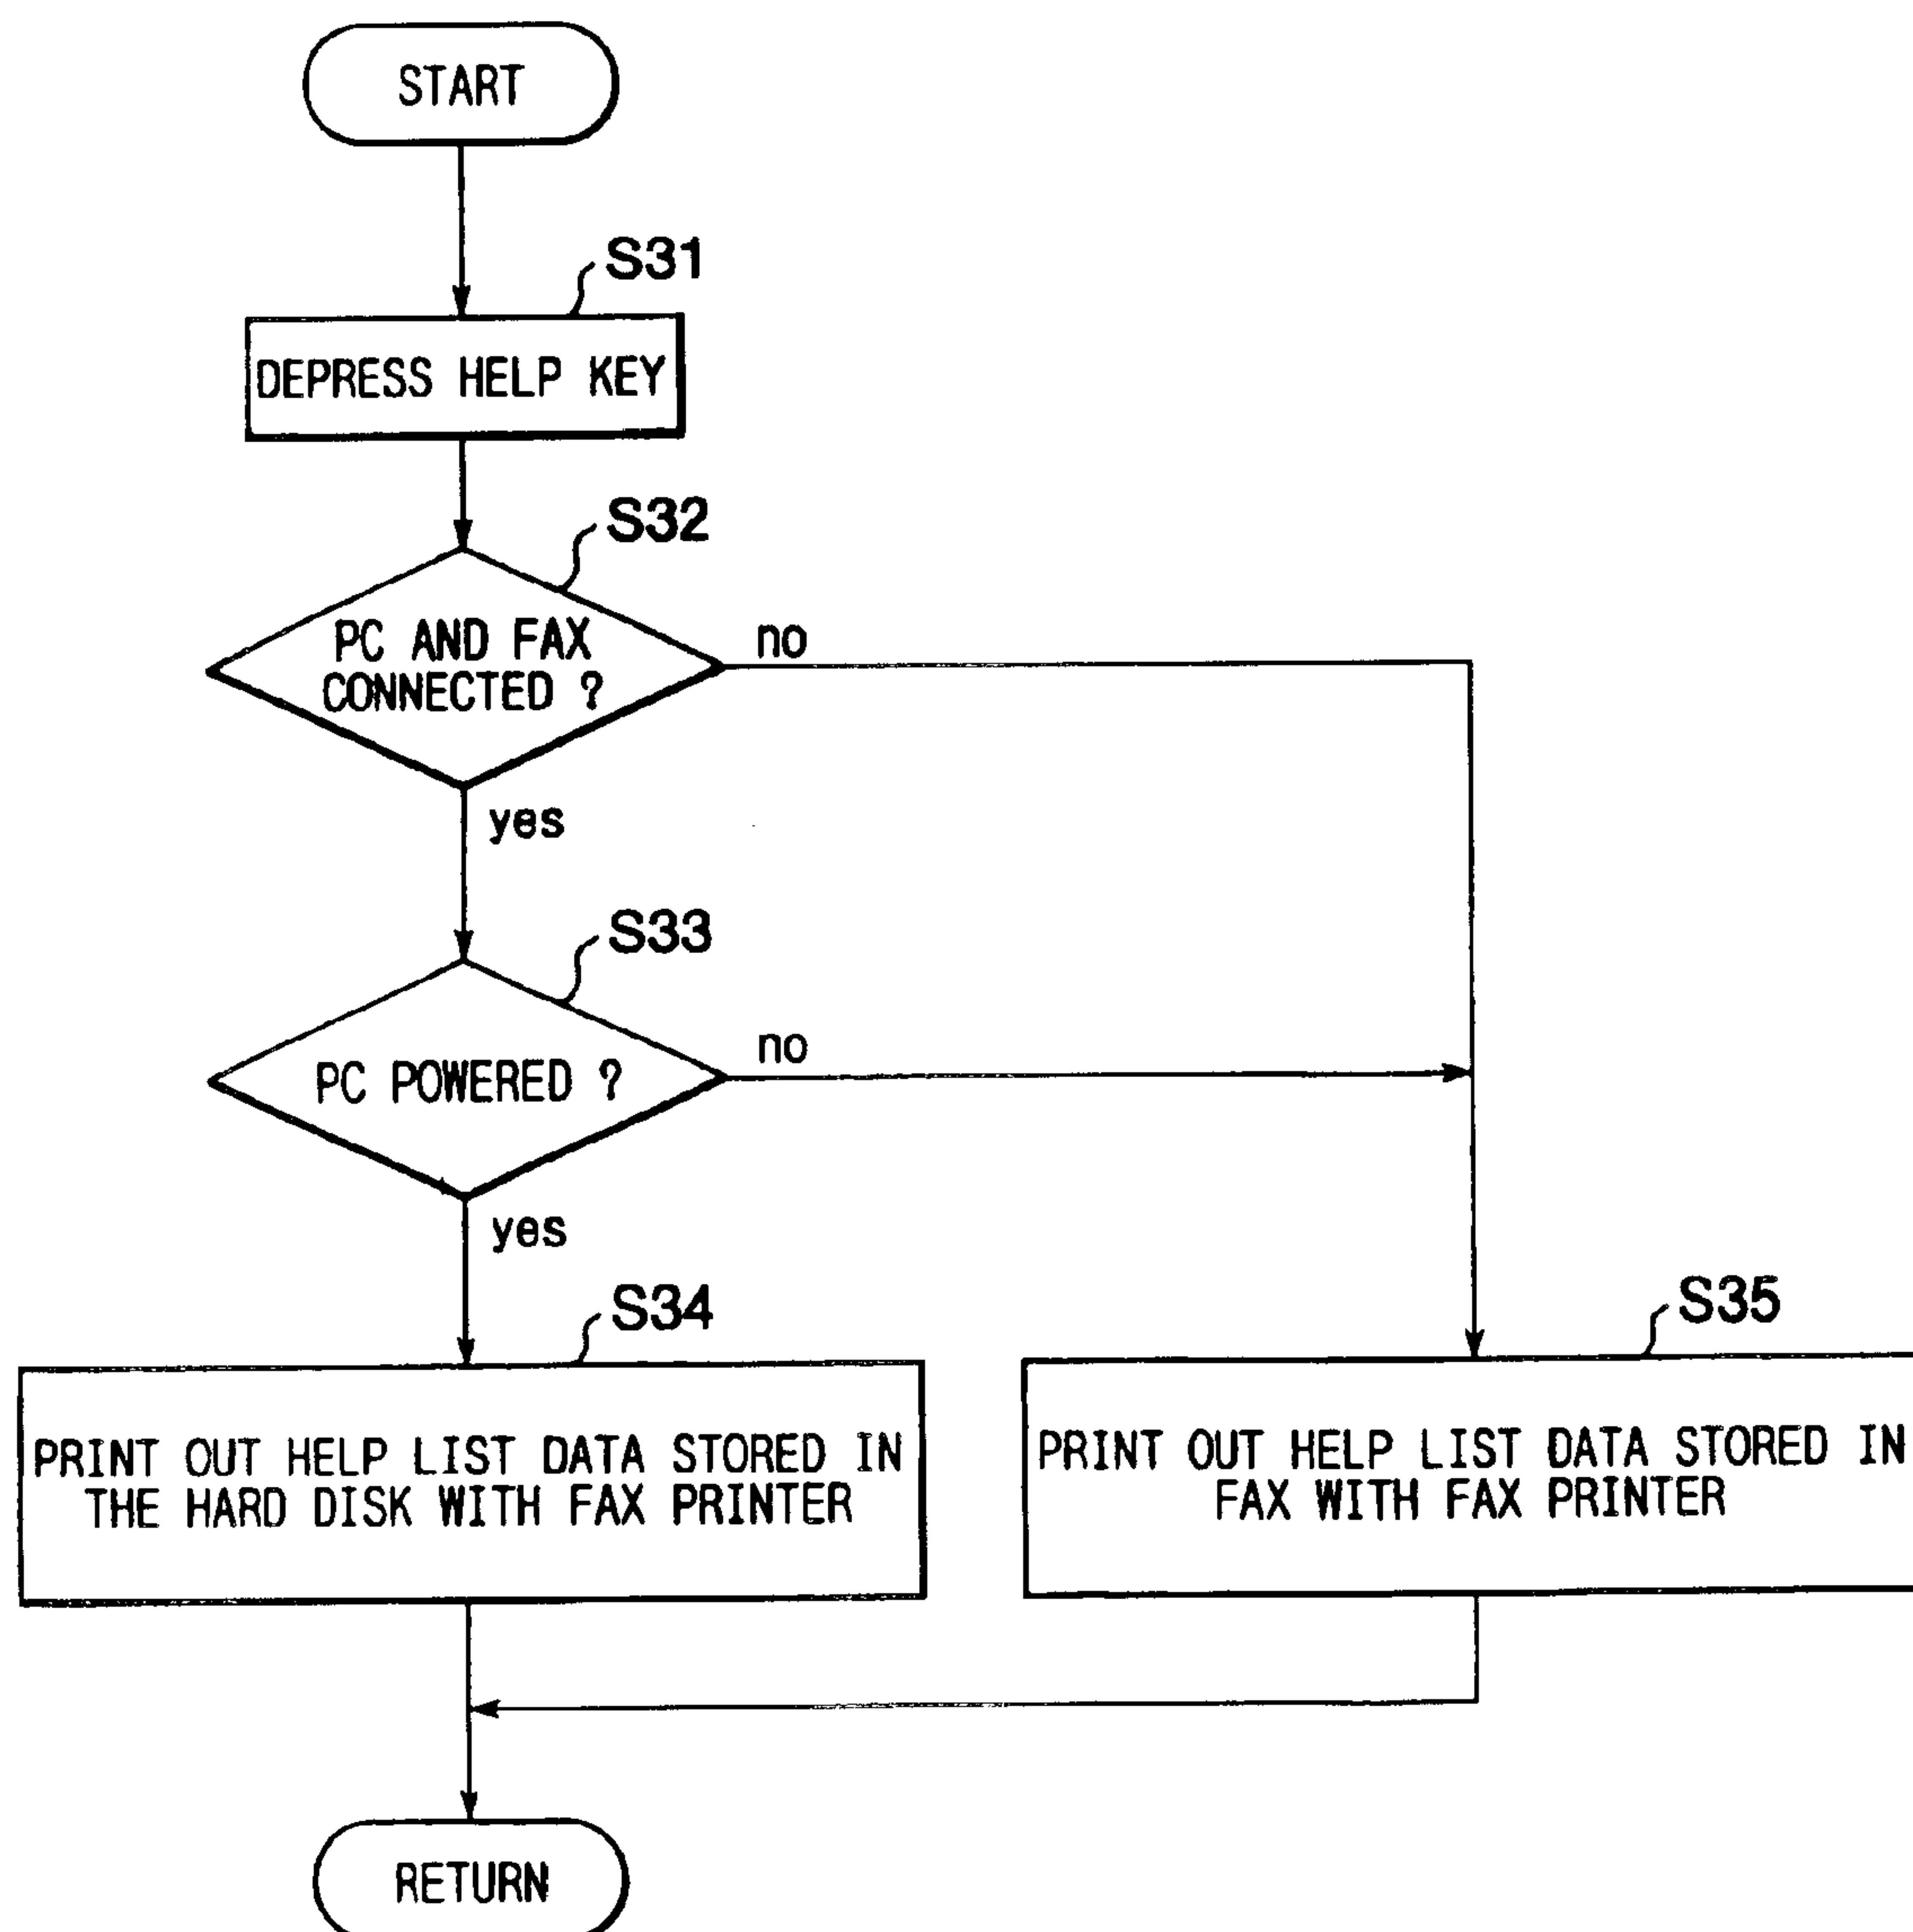 START
S31
DEPRESS HELP KEY
S32
PC AND FAX
CONNECTED ?
no
yes
S33
PC POWERED ?
no
yes
S34
PRINT OUT HELP LIST DATA STORED IN
THE HARD DISK WITH FAX PRINTER
S35
PRINT OUT HELP LIST DATA STORED IN
FAX WITH FAX PRINTER
RETURN